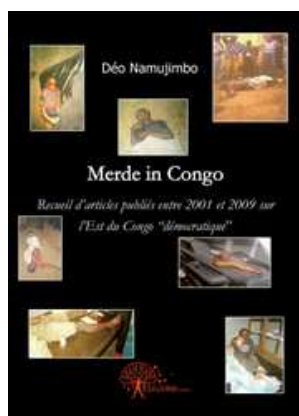 Déo Namujimbo
Merde in Congo
Recueil d'articles publiés entre 2001 et 2009 sur
l'Est du Congo "démocratique"